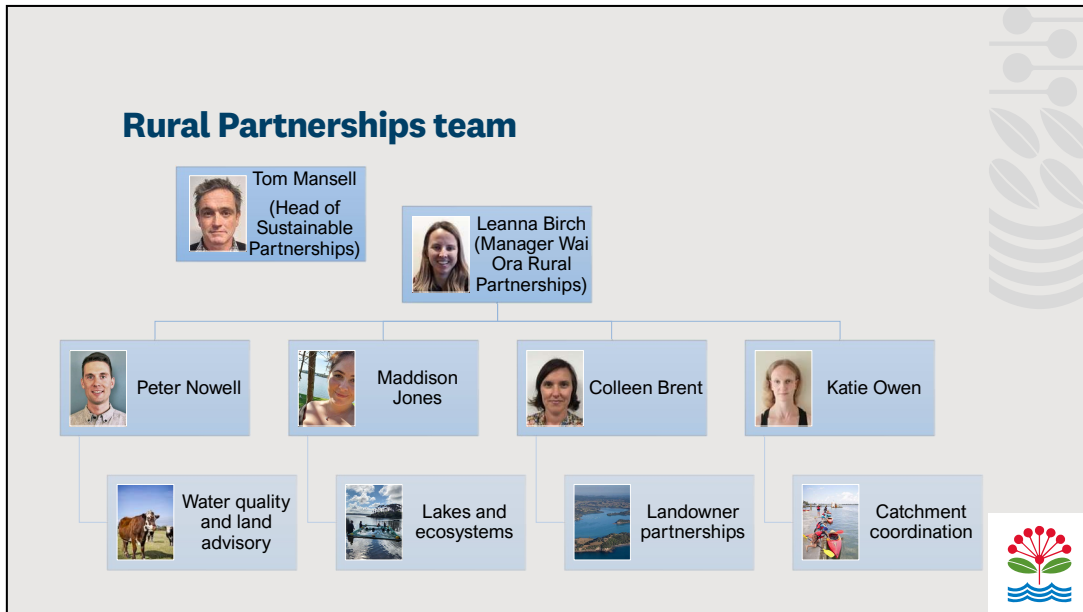 Rural Partnerships team
Tom Mansell
(Head of
Sustainable
Partnerships)
Leanna Birch
(Manager Wai
Ora Rural
Partnerships)
Peter Nowell
Maddison
Jones
Colleen Brent
Katie Owen
Water quality
and land
advisory
Lakes and
ecosystems
Landowner
partnerships
Catchment
coordination